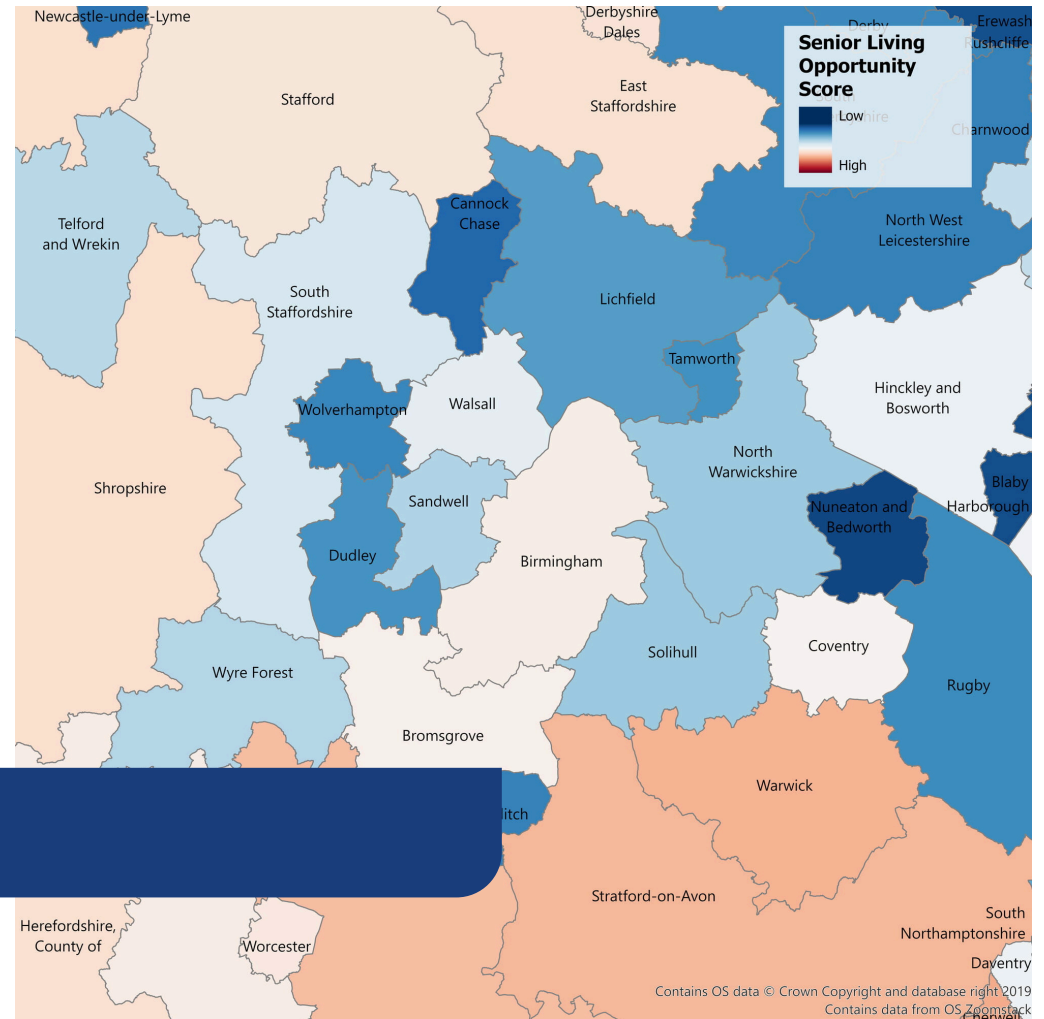 Newcastle-under-Lyme
Derbyshire
Dales
Derby
Erewash
Rushcliffe
Senior Living
Opportunity
Score
Low
High
Stafford
East
Staffordshire
South
Charnwood
Cannock
Chase
Telford
and Wrekin
North West
Leicestershire
South
Staffordshire
Lichfield
Tamworth
Hinckley and
Bosworth
Wolverhampton
Walsall
North
Warwickshire
Shropshire
Sandwell
Blaby
Harborough
Nuneaton and
Bedworth
Dudley
Birmingham
Coventry
Solihull
Wyre Forest
Rugby
Bromsgrove
Warwick
itch
Stratford-on-Avon
Herefordshire,
County of
Worcester
South
Northamptonshire
Daventry
Contains OS data © Crown Copyright and database right 2019
Contains data from OS Zoomstack
Cherwell